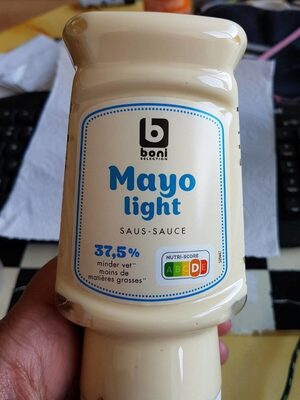 b
boni
SELECTION
Mayo
light
SAUS-SAUCE
37,5%
minder vet**
moins de
matières grasses**
NUTRI-SCORE
A B C D E